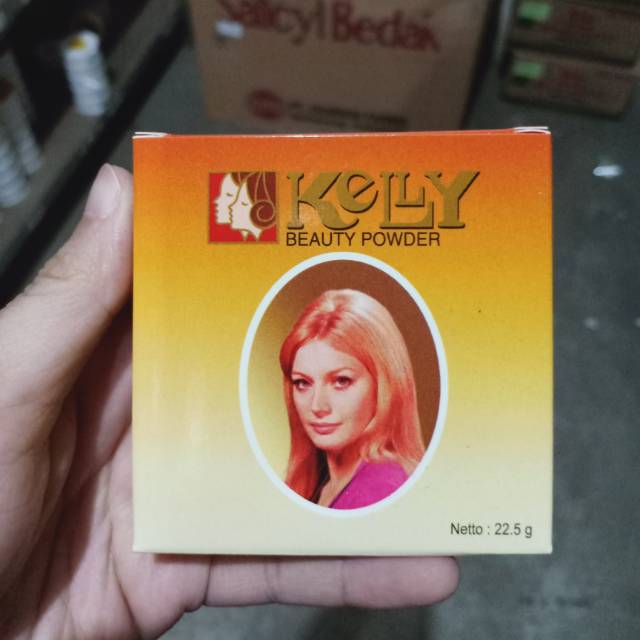 Salicyl Bedak
KELLY
BEAUTY POWDER
Netto : 22.5 g